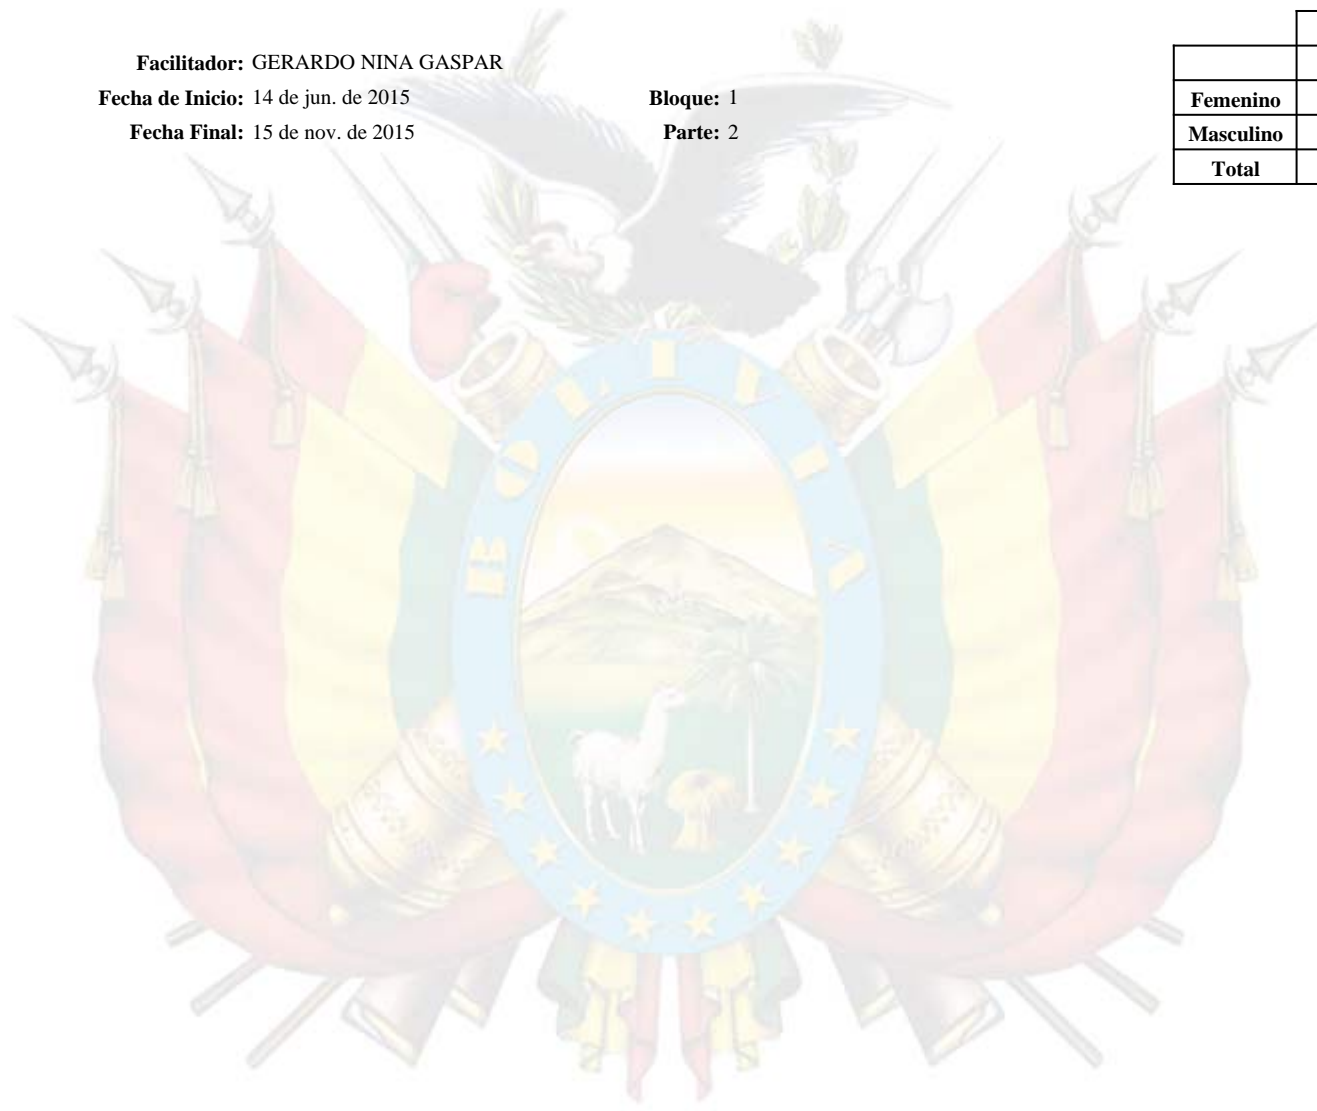 Facilitador: GERARDO NINA GASPAR
Fecha de Inicio: 14 de jun. de 2015 Bloque: 1
Fecha Final: 15 de nov. de 2015 Parte: 2
Femenino
Masculino
Total
BOLIVIA